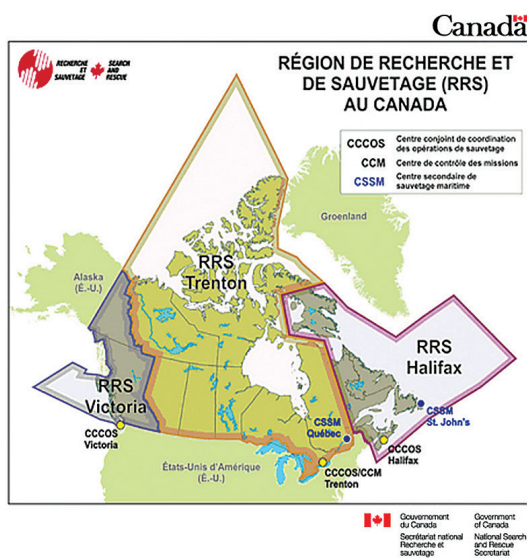 Canada
RECHERCHE
ET
SAUVETAGE
SEARCH
AND
RESCUE
RÉGION DE RECHERCHE ET
DE SAUVETAGE (RRS)
AU CANADA
CCCOS Centre conjoint de coordination
des opérations de sauvetage
CCM Centre de contrôle des missions
CSSM Centre secondaire de
sauvetage maritime
Groenland
Alaska
(É.-U.)
RRS
Trenton
RRS
Halifax
RRS
Victoria
CSSM
St. John's
CCCOS
Victoria
CSSM
Québec
CCCOS
Halifax
États-Unis d'Amérique
(É.-U.)
CCCOS/CCM
Trenton
Gouvernement
du Canada
Government
of Canada
Secrétariat national
Recherche et
sauvetage
National Search
and Rescue
Secretariat